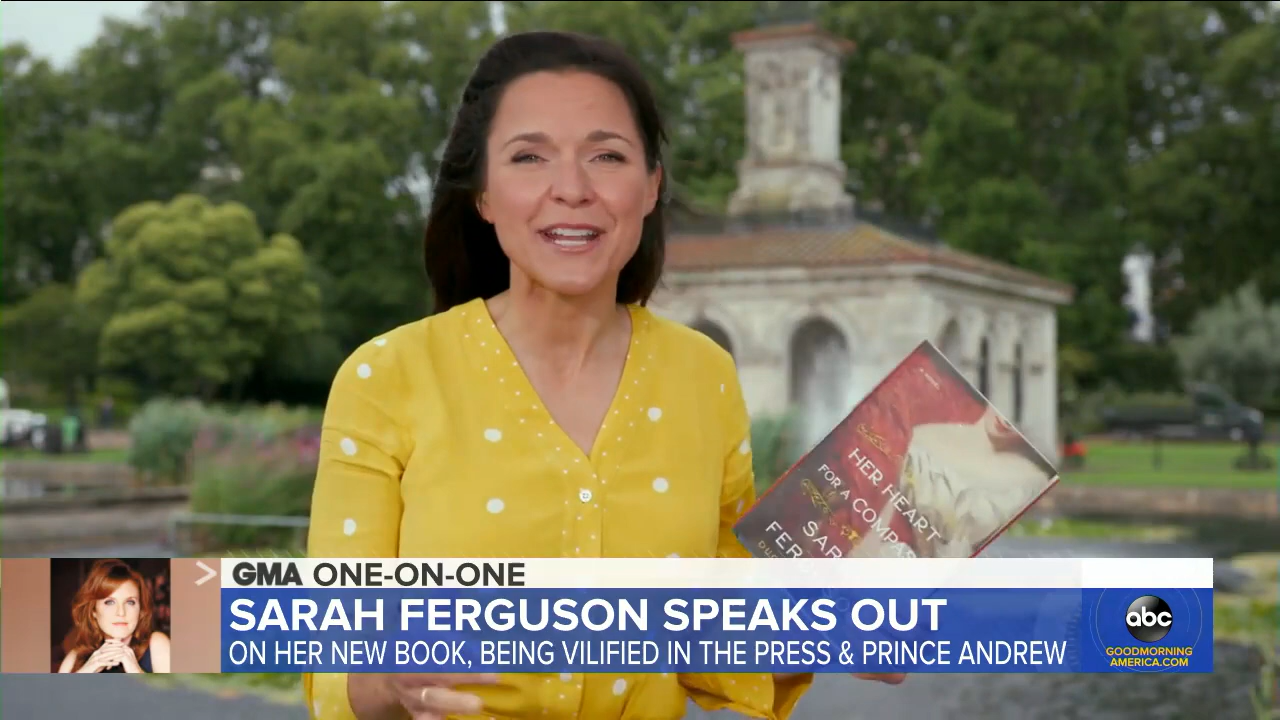 HER HEART
FOR A COMPASS
SARAH
GMA ONE-ON-ONE
SARAH FERGUSON SPEAKS OUT
ON HER NEW BOOK, BEING VILIFIED IN THE PRESS & PRINCE ANDREW
abc
GOODMORNING
AMERICA.COM